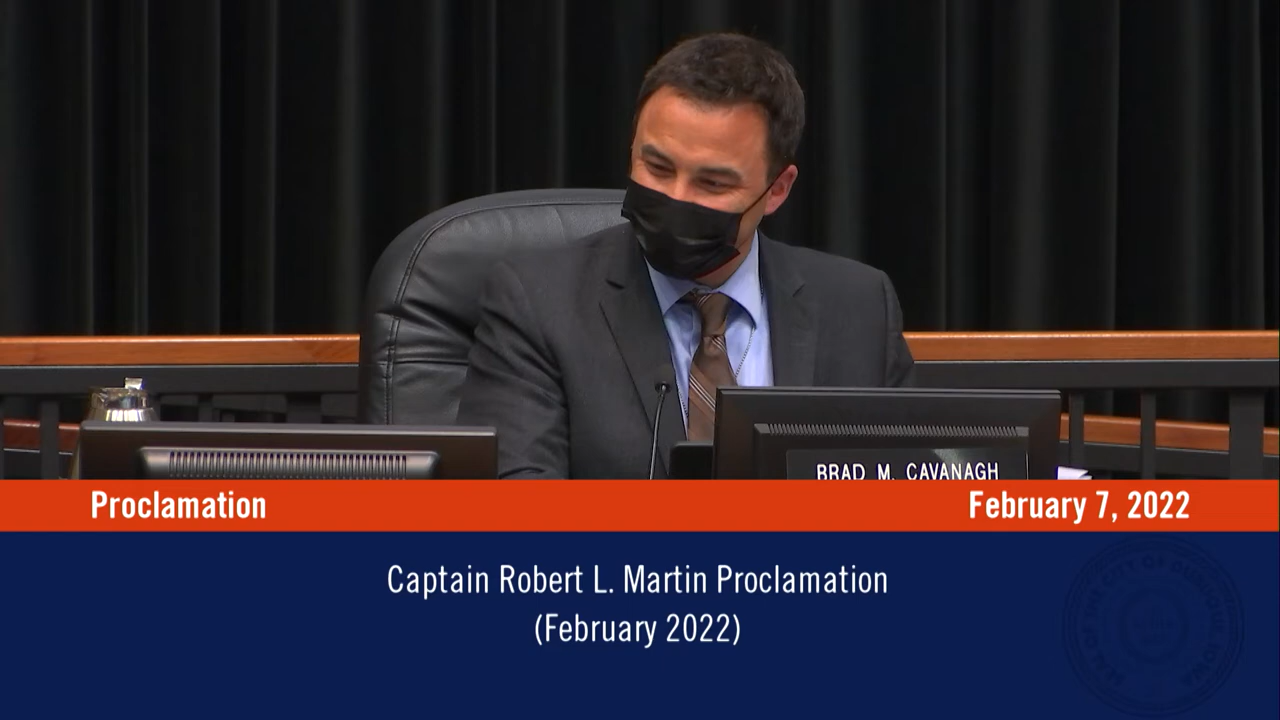 BRAD M. CAVANAGH
Proclamation
February 7, 2022
Captain Robert L. Martin Proclamation
(February 2022)